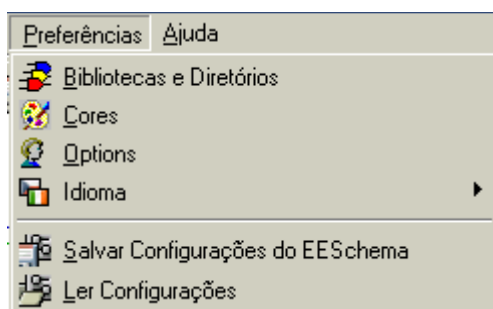 Preferências Ajuda
Bibliotecas e Diretórios
Cores
Options
Idioma
Salvar Configurações do EESchema
Ler Configurações